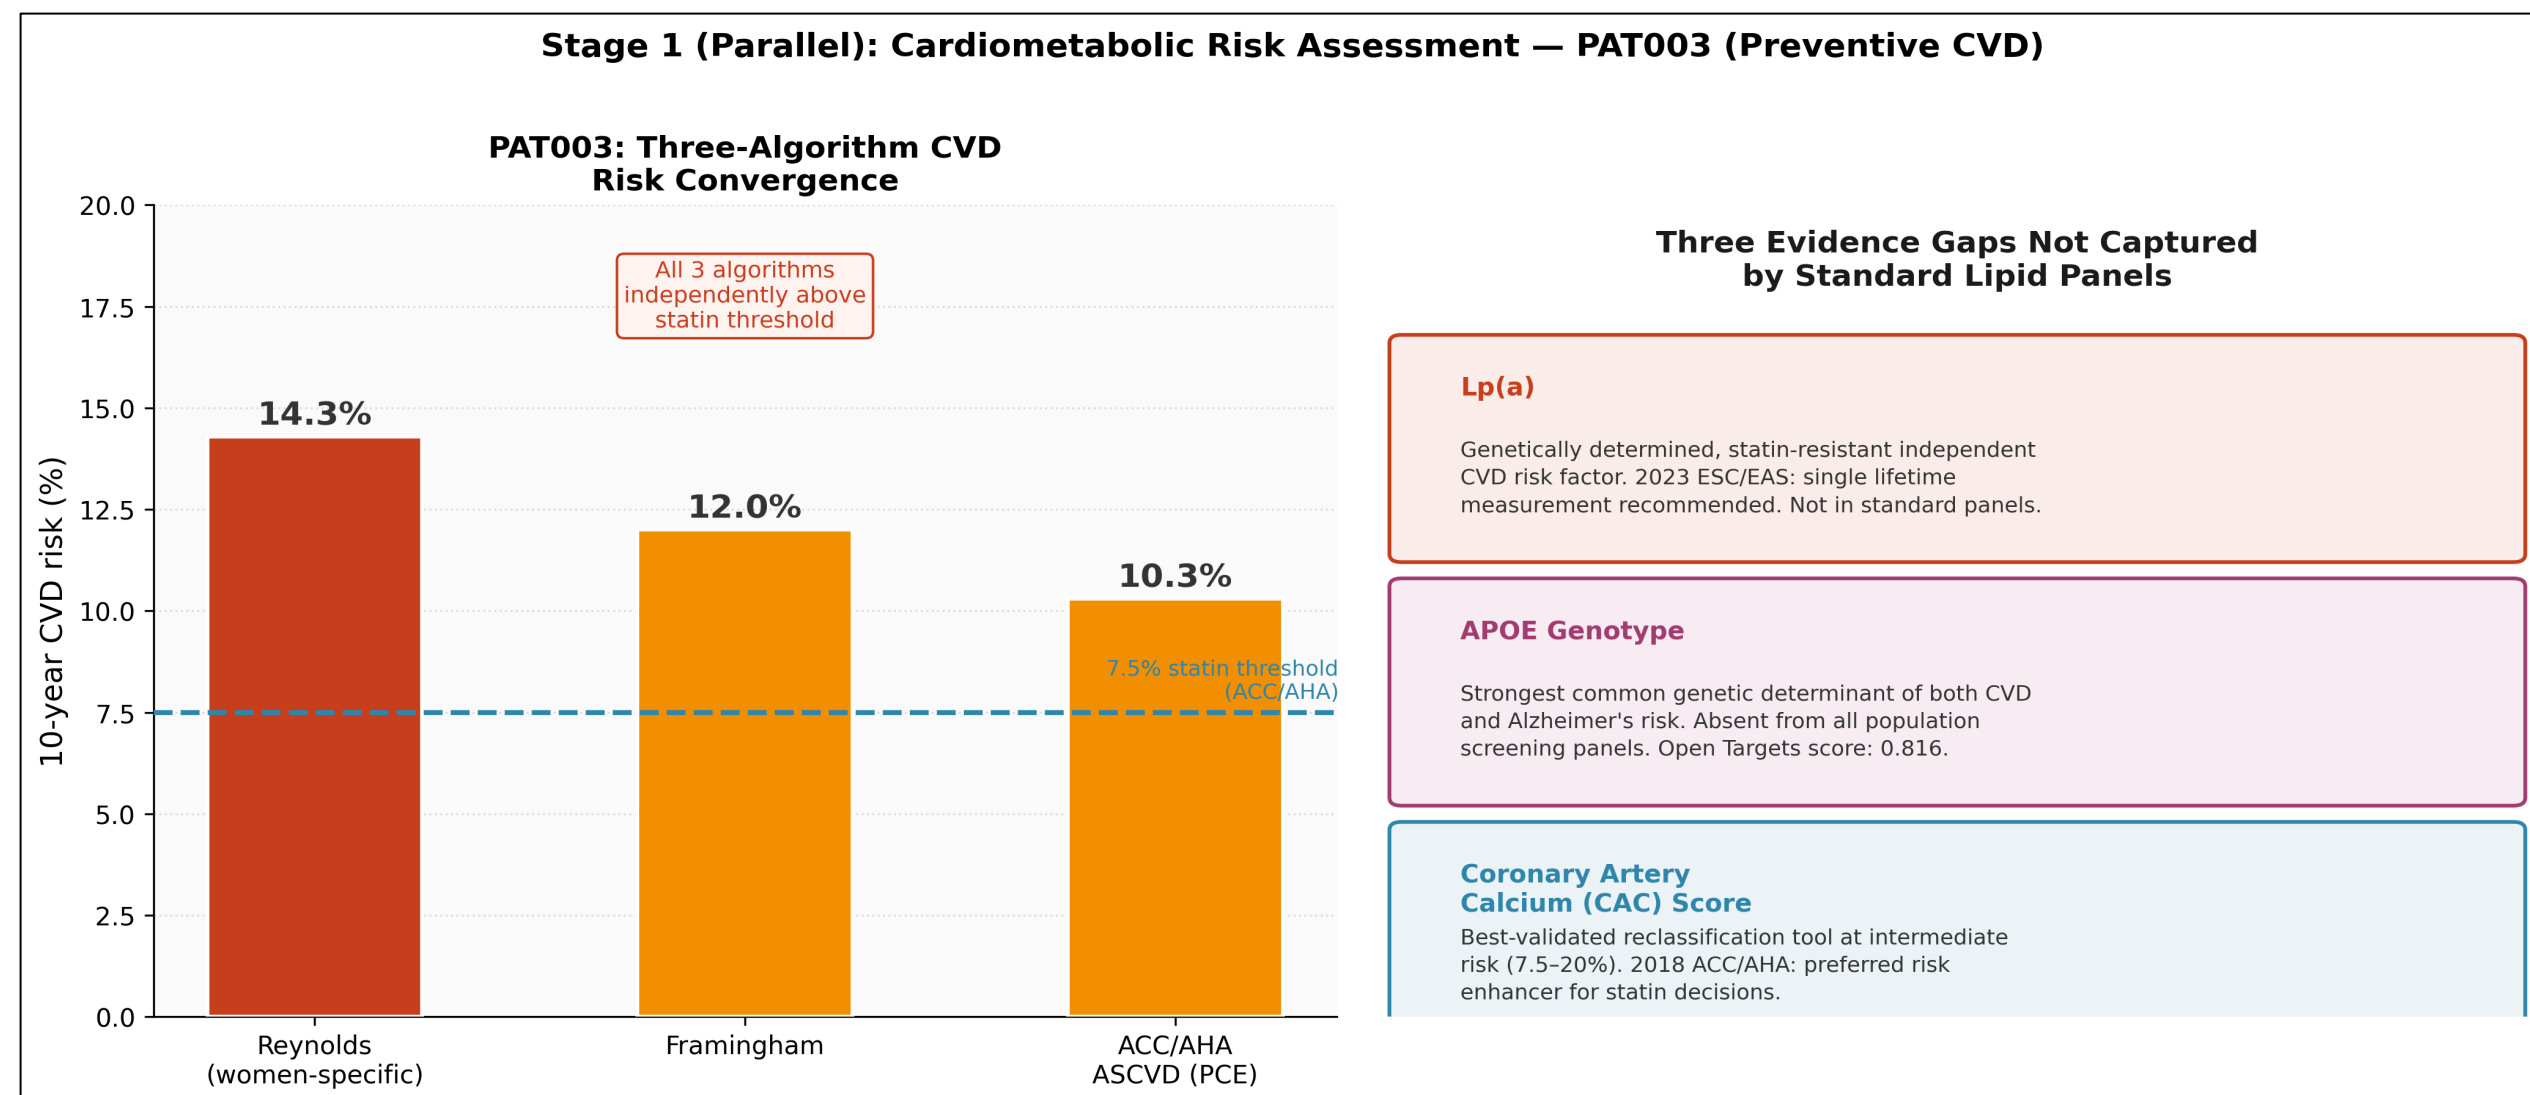 Stage 1 (Parallel): Cardiometabolic Risk Assessment — PAT003 (Preventive CVD)
PAT003: Three-Algorithm CVD
Risk Convergence
10-year CVD risk (%)
20.0
17.5
15.0
12.5
10.0
7.5
5.0
2.5
0.0
All 3 algorithms
independently above
statin threshold
14.3%
12.0%
10.3%
7.5% statin threshold
(ACC/AHA)
Reynolds
(women-specific)
Framingham
ACC/AHA
ASCVD (PCE)
Three Evidence Gaps Not Captured
by Standard Lipid Panels
Lp(a)
Genetically determined, statin-resistant independent
CVD risk factor. 2023 ESC/EAS: single lifetime
measurement recommended. Not in standard panels.
APOE Genotype
Strongest common genetic determinant of both CVD
and Alzheimer's risk. Absent from all population
screening panels. Open Targets score: 0.816.
Coronary Artery
Calcium (CAC) Score
Best-validated reclassification tool at intermediate
risk (7.5–20%). 2018 ACC/AHA: preferred risk
enhancer for statin decisions.